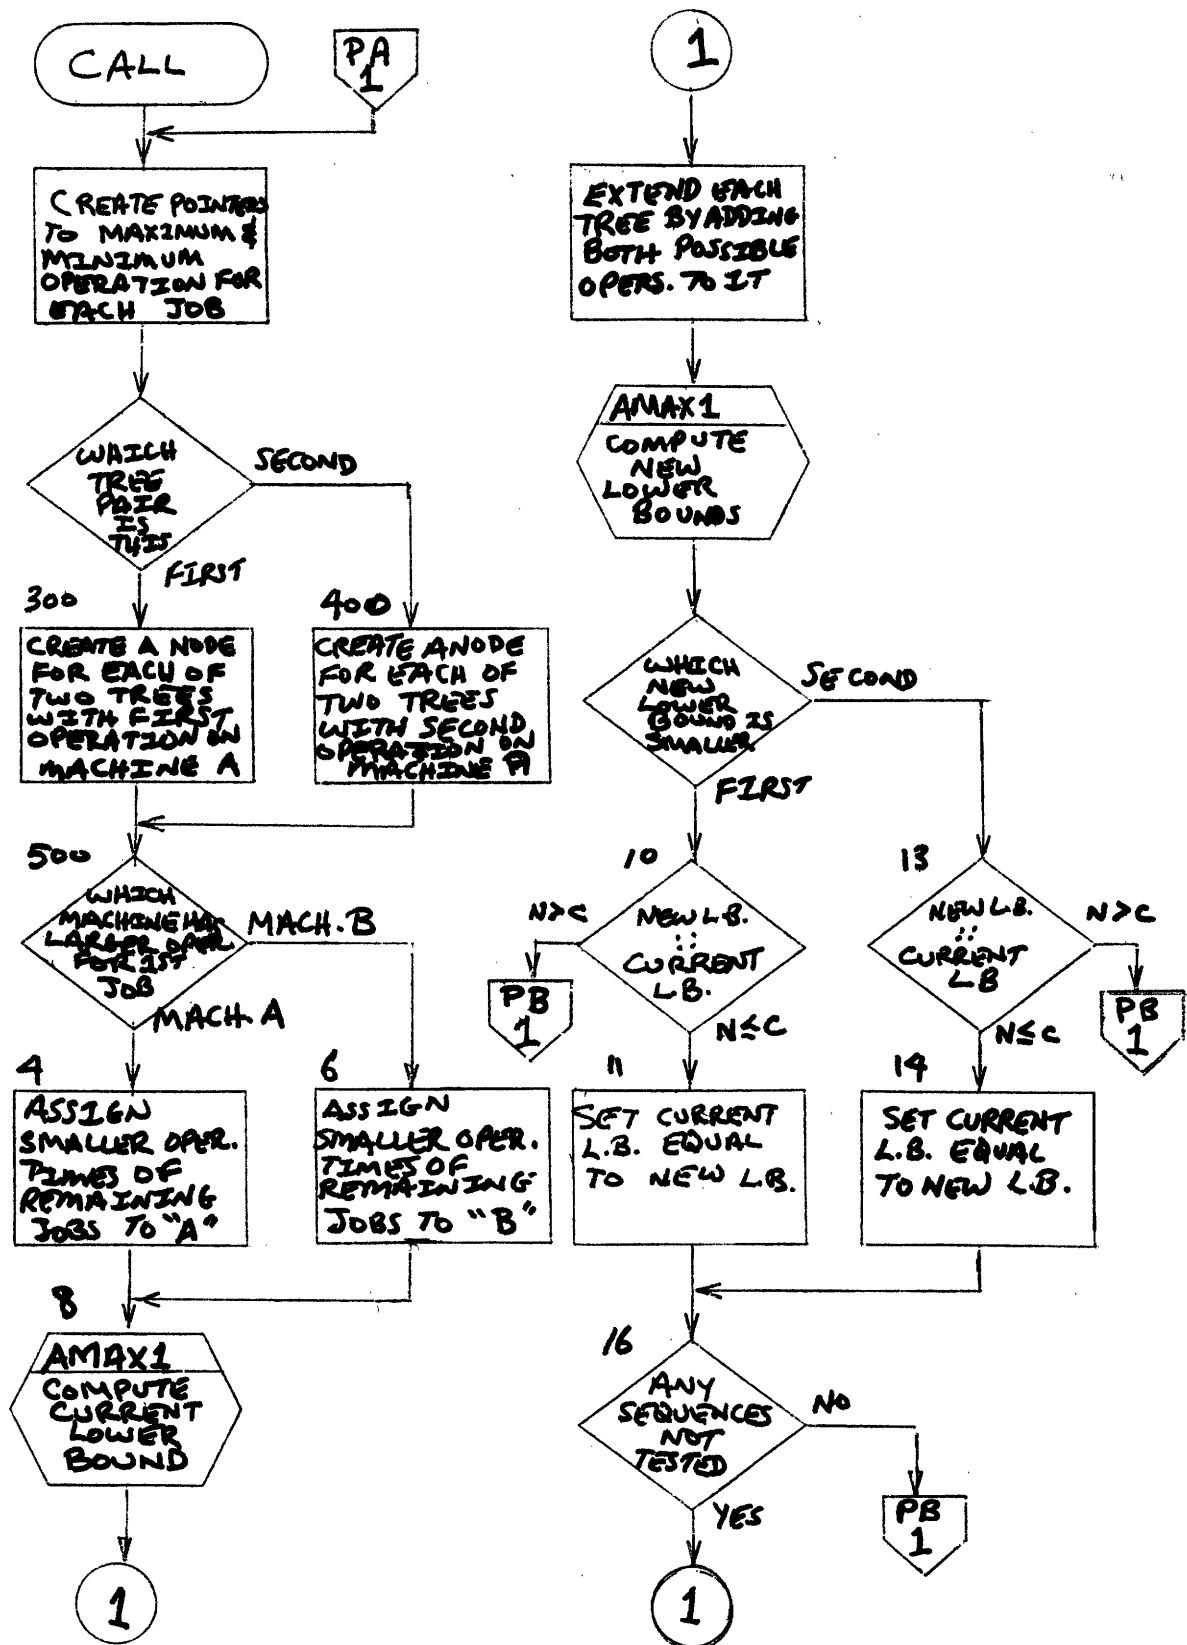 CALL
PA
1
CREATE POINTERS
TO MAXIMUM &
MINIMUM
OPERATION FOR
EACH JOB
WHICH
TREE
PAIR
IS
THIS
SECOND
FIRST
300
CREATE A NODE
FOR EACH OF
TWO TREES
WITH FIRST
OPERATION ON
MACHINE A
400
CREATE A NODE
FOR EACH OF
TWO TREES
WITH SECOND
OPERATION ON
MACHINE A
500
WHICH
MACHINE HAS
LARGER OPER.
FOR 1ST
JOB
MACH. B
MACH. A
4
ASSIGN
SMALLER OPER.
TIMES OF
REMAINING
JOBS TO "A"
6
ASSIGN
SMALLER OPER.
TIMES OF
REMAINING
JOBS TO "B"
8
AMAX1
COMPUTE
CURRENT
LOWER
BOUND
1
1
EXTEND EACH
TREE BY ADDING
BOTH POSSIBLE
OPERS. TO IT
AMAX1
COMPUTE
NEW
LOWER
BOUNDS
WHICH
NEW
LOWER
BOUND IS
SMALLER
SECOND
FIRST
10
NEW L.B.
::
CURRENT
L.B.
N>C
PB
1
N≤C
13
NEW L.B.
::
CURRENT
L.B
N>C
PB
1
N≤C
11
SET CURRENT
L.B. EQUAL
TO NEW L.B.
14
SET CURRENT
L.B. EQUAL
TO NEW L.B.
16
ANY
SEQUENCES
NOT
TESTED
NO
PB
1
YES
1